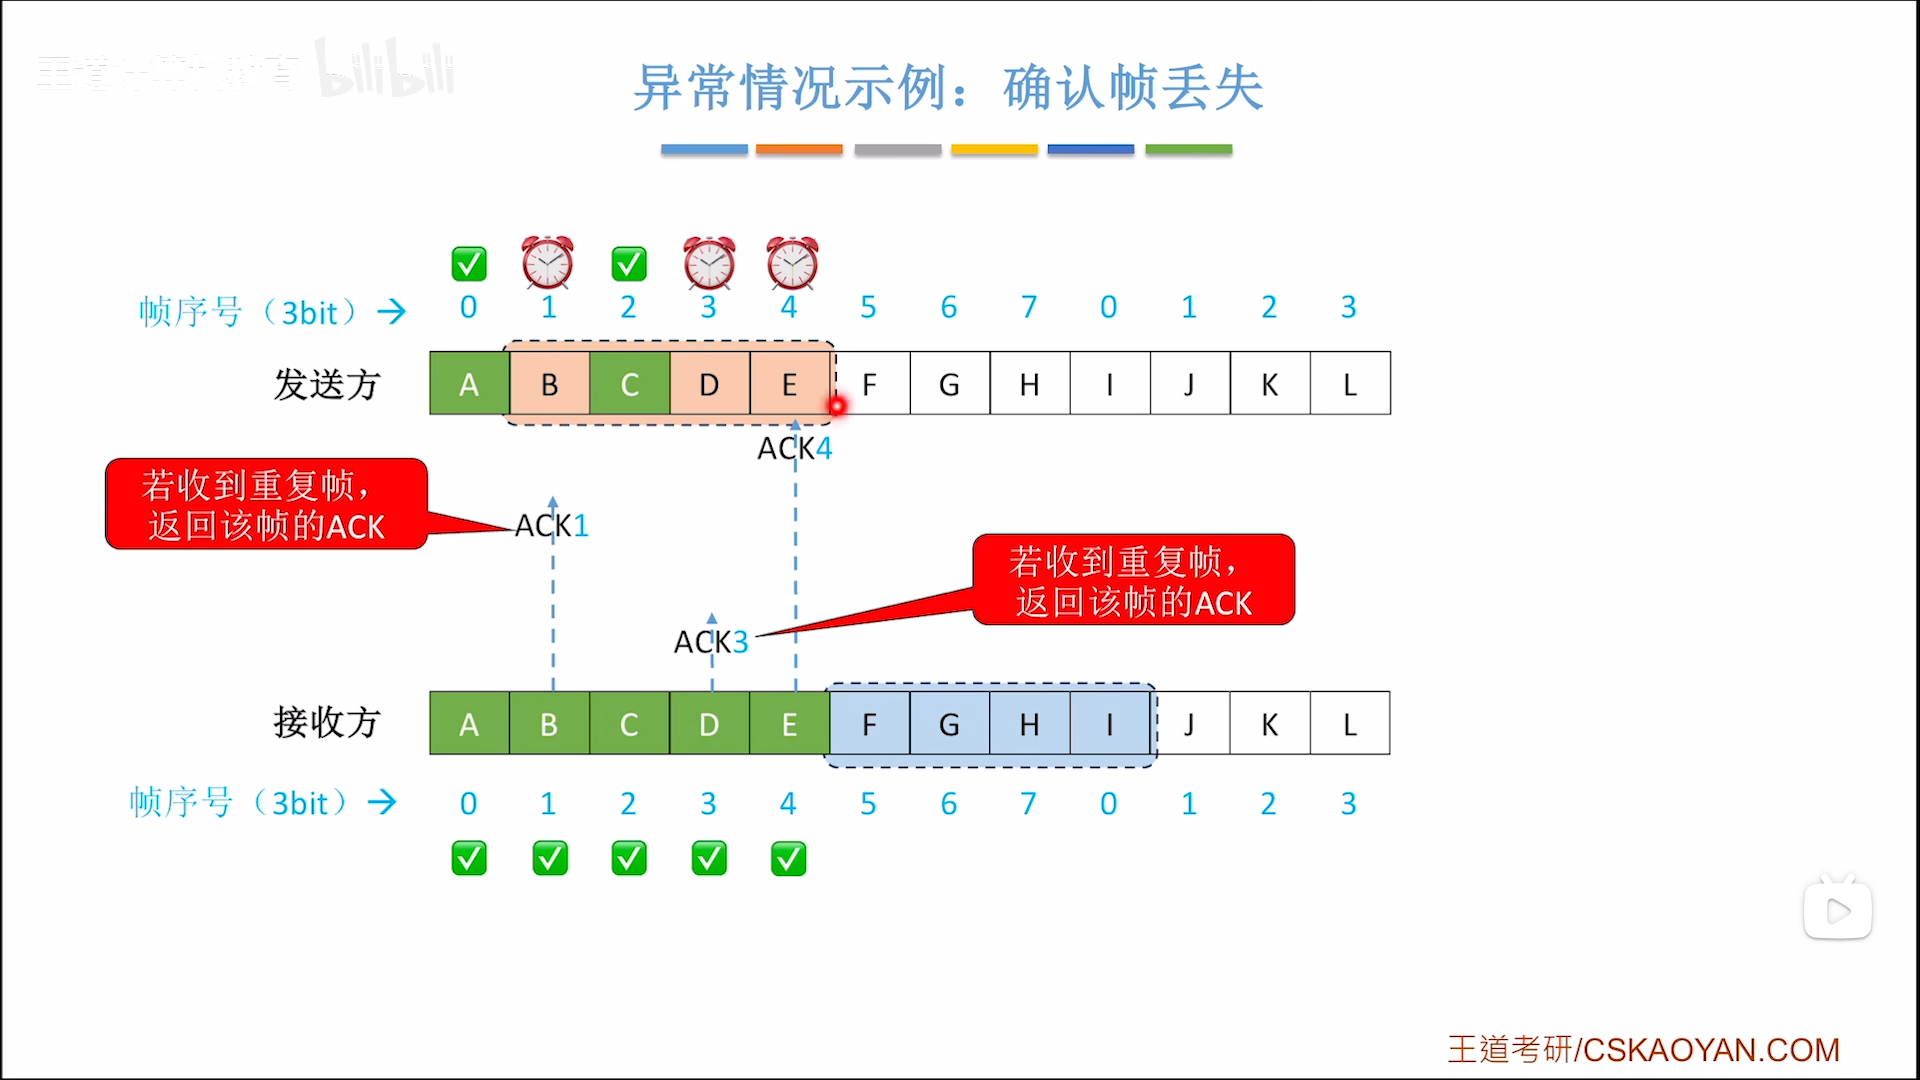 王道计算机教育 bilibili
异常情况示例：确认帧丢失
0 1 2 3 4 5 6 7 0 1 2 3
帧序号（3bit）→
发送方
A B C D E F G H I J K L
ACK4
若收到重复帧，
返回该帧的ACK
ACK1
若收到重复帧，
返回该帧的ACK
ACK3
接收方
A B C D E F G H I J K L
帧序号（3bit）→
0 1 2 3 4 5 6 7 0 1 2 3
王道考研/CSKAOYAN.COM